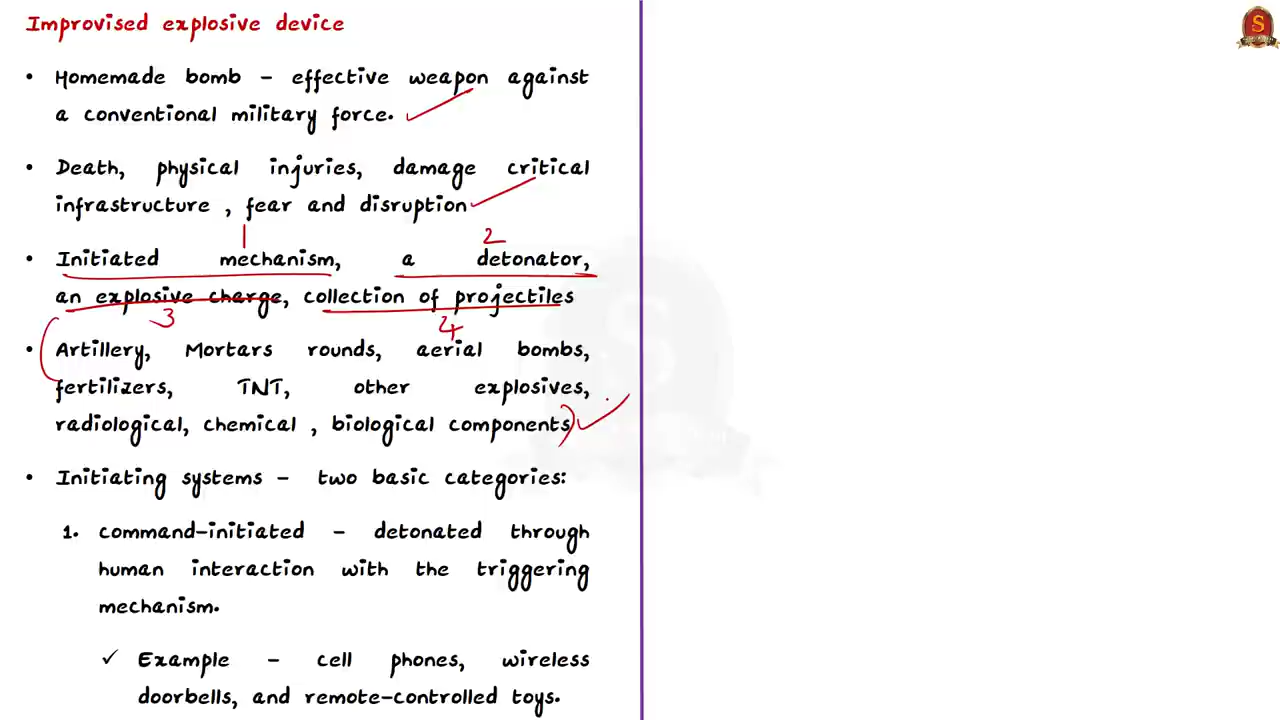 Improvised explosive device
• Homemade bomb - effective weapon against
a conventional military force.
• Death, physical injuries, damage critical
infrastructure , fear and disruption
1 2
• Initiated mechanism, a detonator,
an explosive charge, collection of projectiles
3 4
• Artillery, Mortars rounds, aerial bombs,
fertilizers, TNT, other explosives,
radiological, chemical , biological components
• Initiating systems - two basic categories:
1. Command-initiated - detonated through
human interaction with the triggering
mechanism.
✓ Example - cell phones, wireless
doorbells, and remote-controlled toys.
S